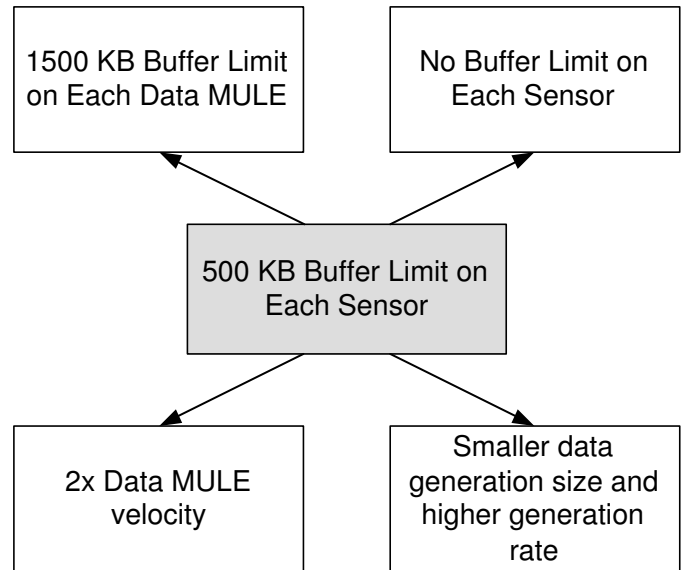 1500 KB Buffer Limit
on Each Data MULE
No Buffer Limit on
Each Sensor
500 KB Buffer Limit on
Each Sensor
2x Data MULE
velocity
Smaller data
generation size and
higher generation
rate